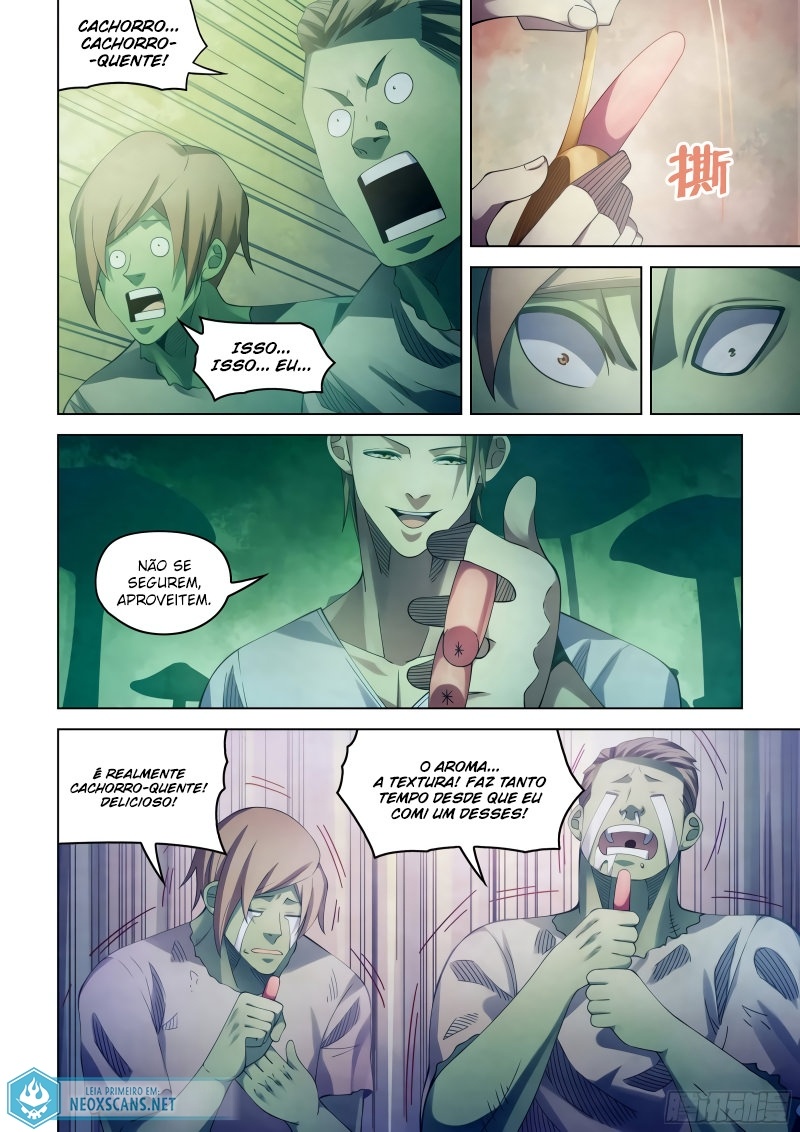 CACHORRO...
CACHORRO-
-QUENTE!
撕
ISSO...
ISSO... EU...
NÃO SE
SEGUREM,
APROVEITEM.
É REALMENTE
CACHORRO-QUENTE!
DELICIOSO!
O AROMA...
A TEXTURA! FAZ TANTO
TEMPO DESDE QUE EU
COMI UM DESSES!
LEIA PRIMEIRO EM:
NEOXSCANS.NET